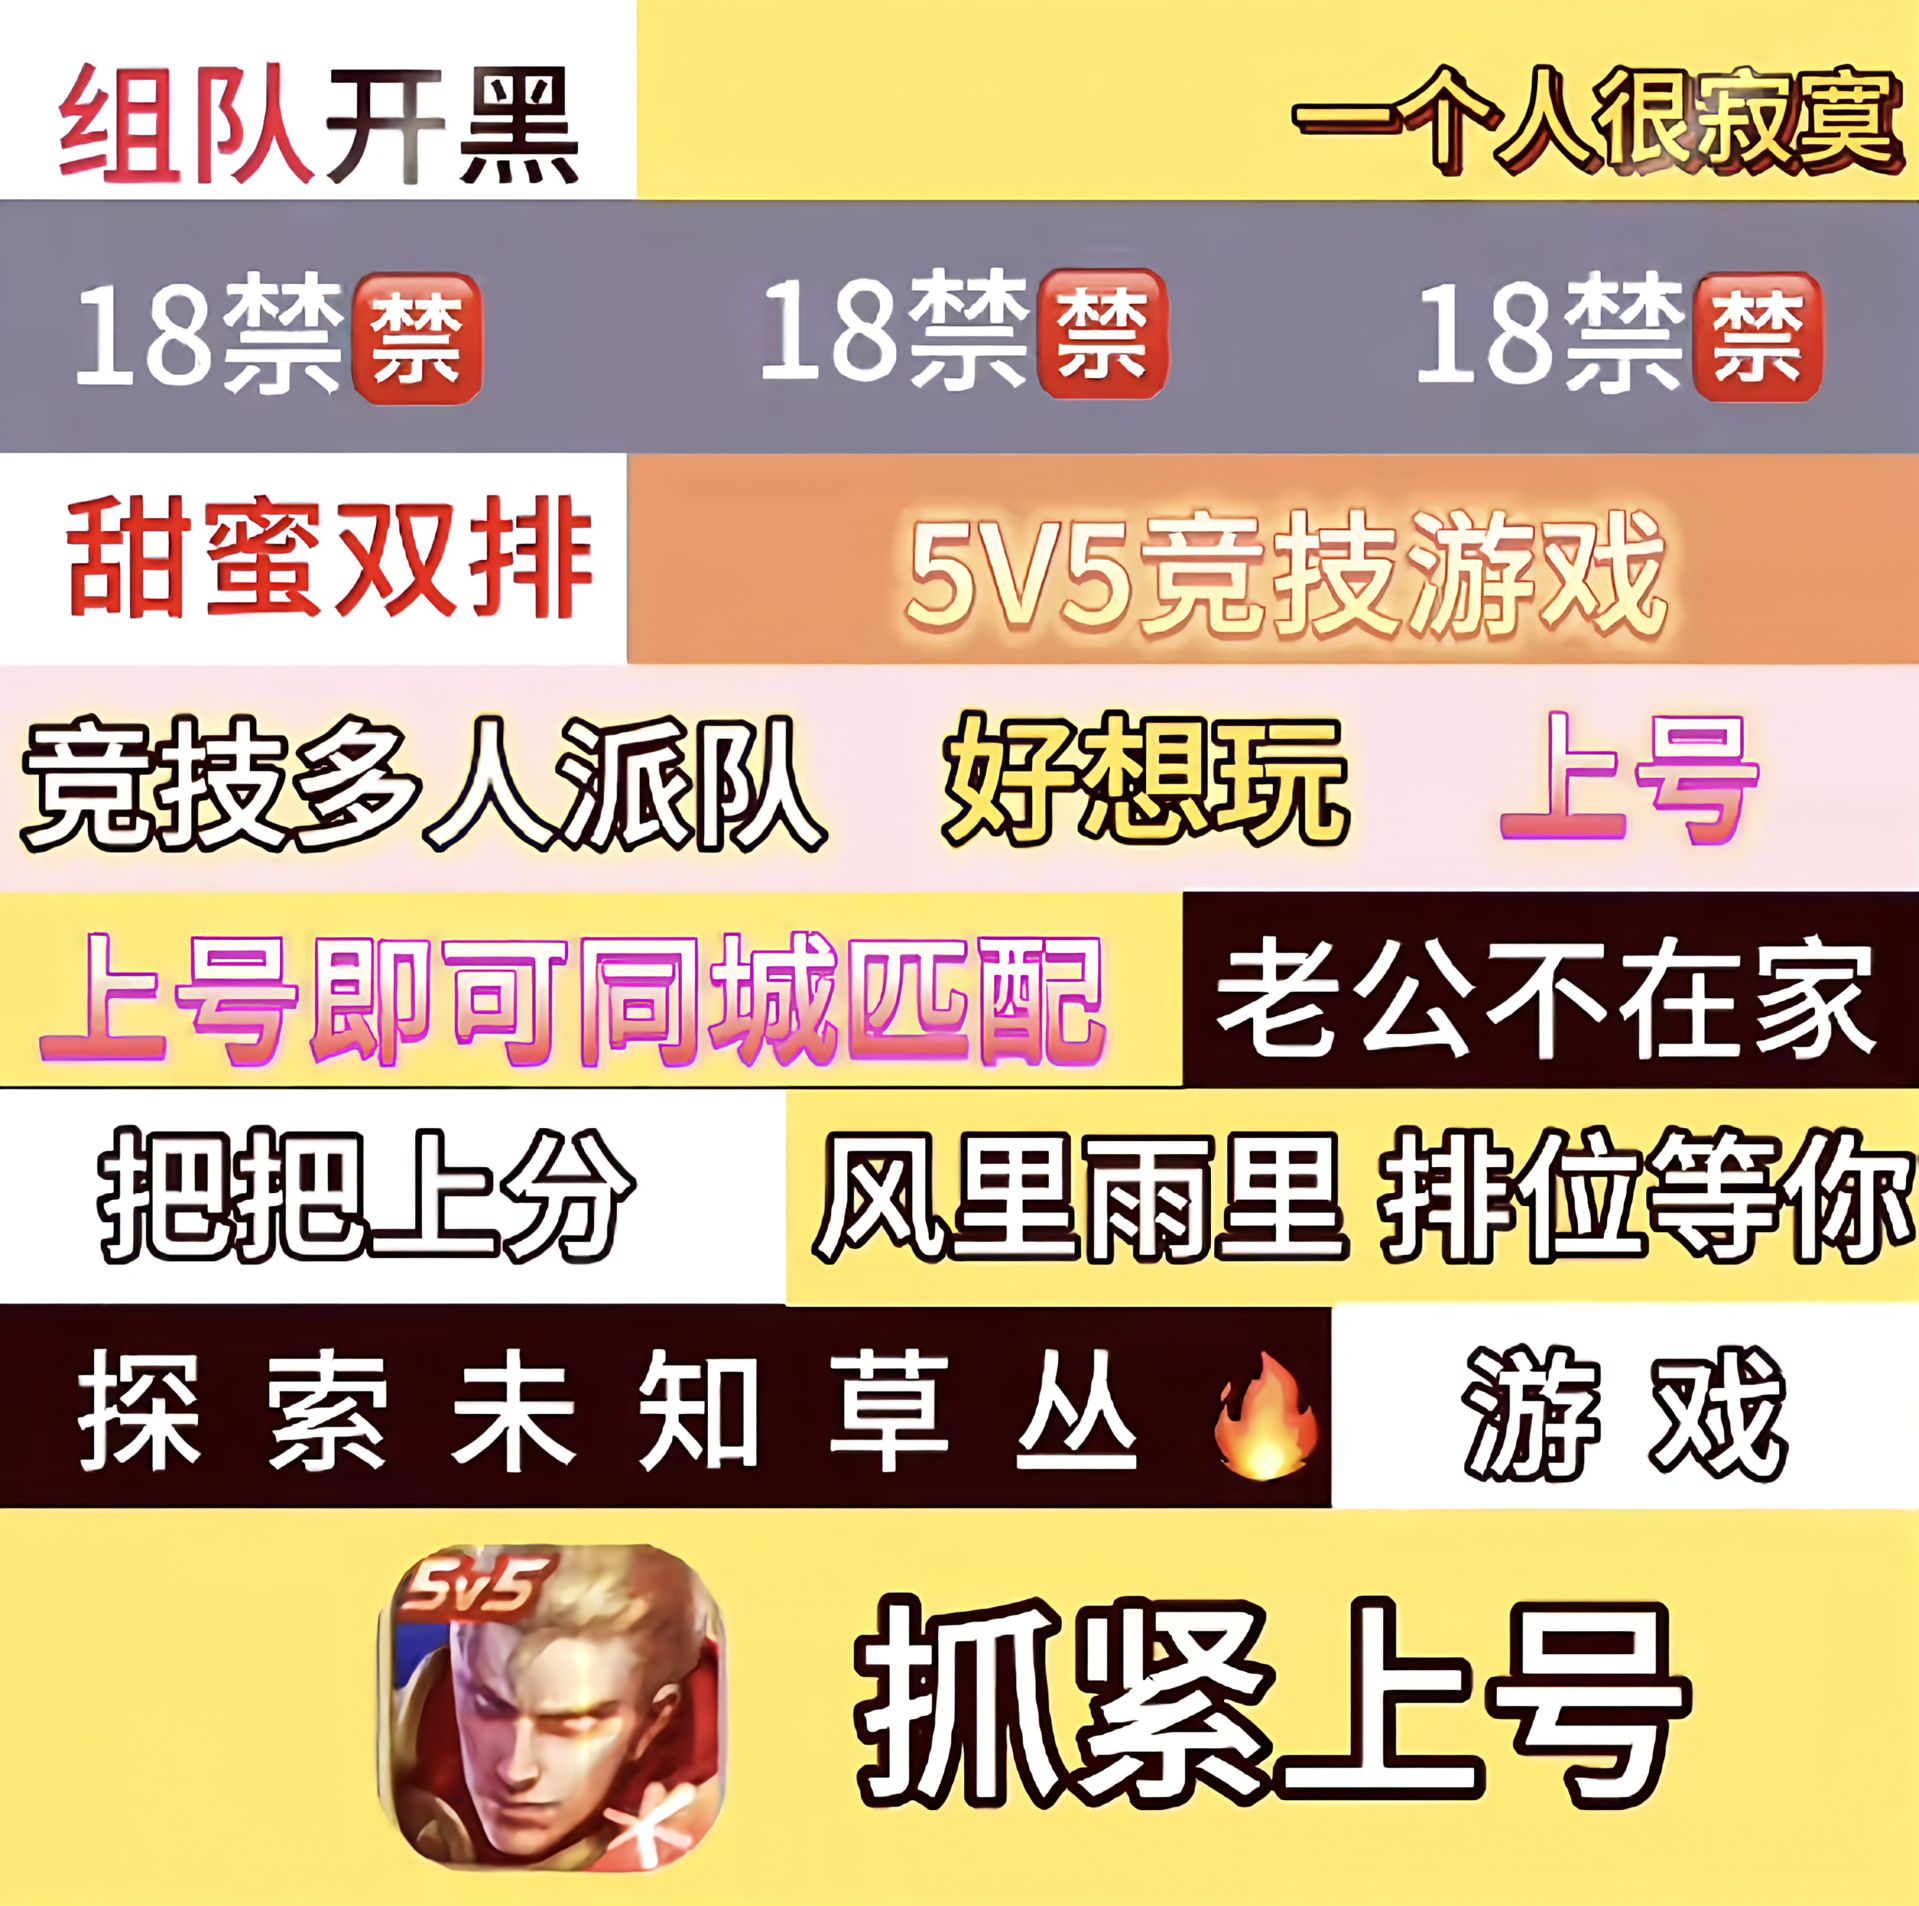 组队开黑 一个人很寂寞
18禁🈲 18禁🈲 18禁🈲
甜蜜双排 5V5竞技游戏
竞技多人派队 好想玩 上号
上号即可同城匹配 老公不在家
把把上分 风里雨里 排位等你
探索未知草丛🔥 游戏
5v5
抓紧上号